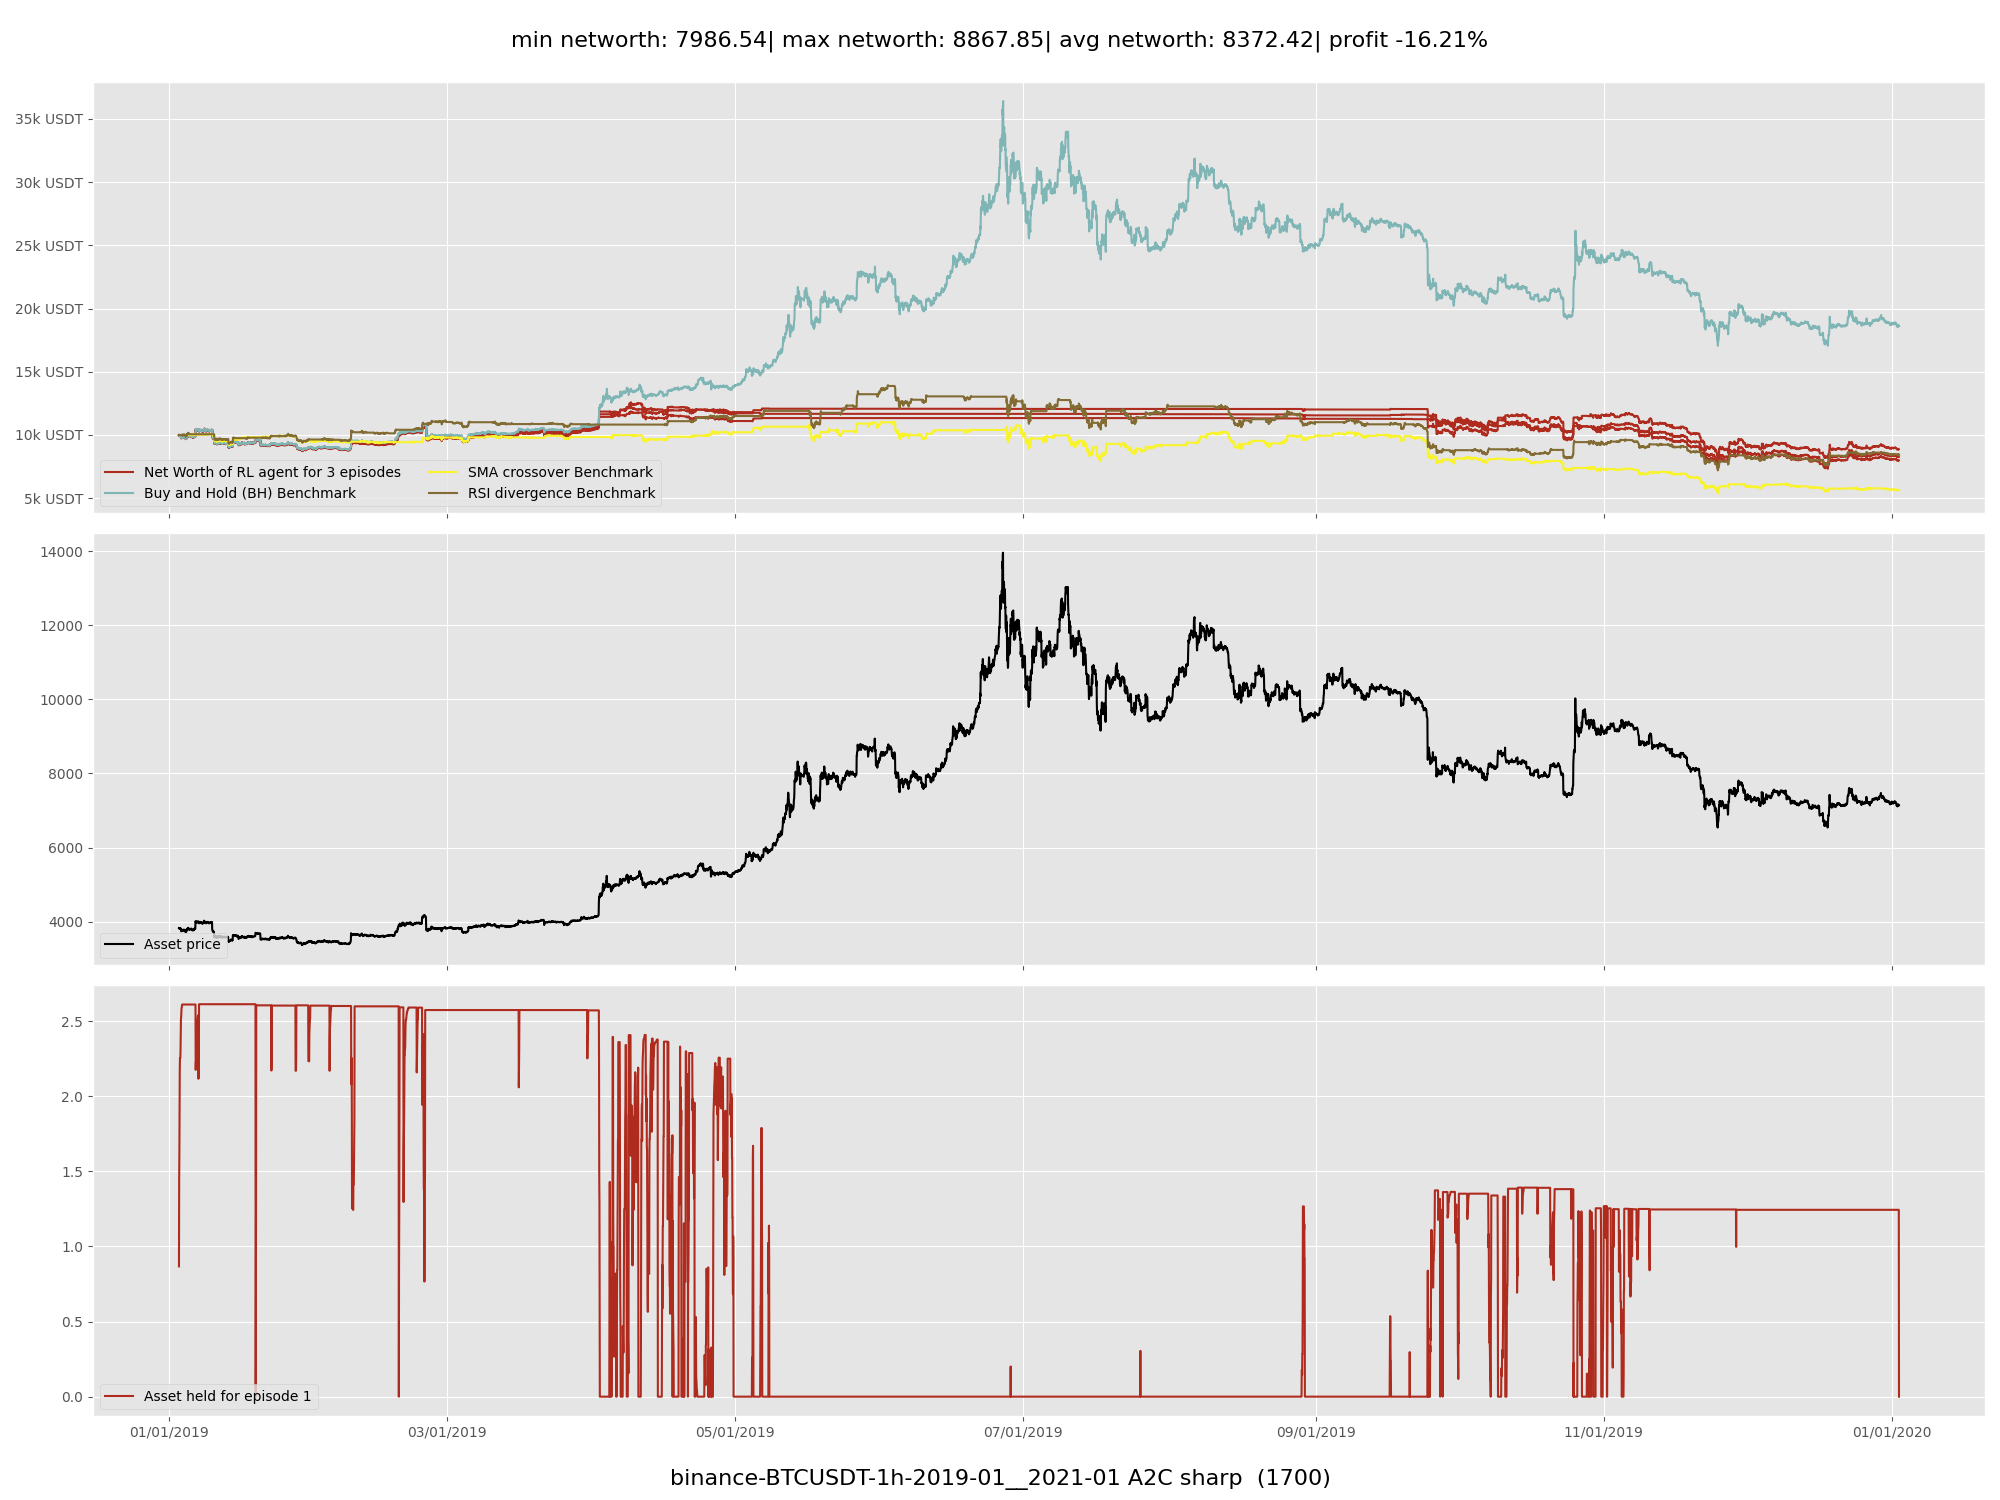 min networth: 7986.54| max networth: 8867.85| avg networth: 8372.42| profit -16.21%
35k USDT
30k USDT
25k USDT
20k USDT
15k USDT
10k USDT
5k USDT
Net Worth of RL agent for 3 episodes
Buy and Hold (BH) Benchmark
SMA crossover Benchmark
RSI divergence Benchmark
14000
12000
10000
8000
6000
4000
Asset price
2.5
2.0
1.5
1.0
0.5
0.0
Asset held for episode 1
01/01/2019 03/01/2019 05/01/2019 07/01/2019 09/01/2019 11/01/2019 01/01/2020
binance-BTCUSDT-1h-2019-01__2021-01 A2C sharp (1700)